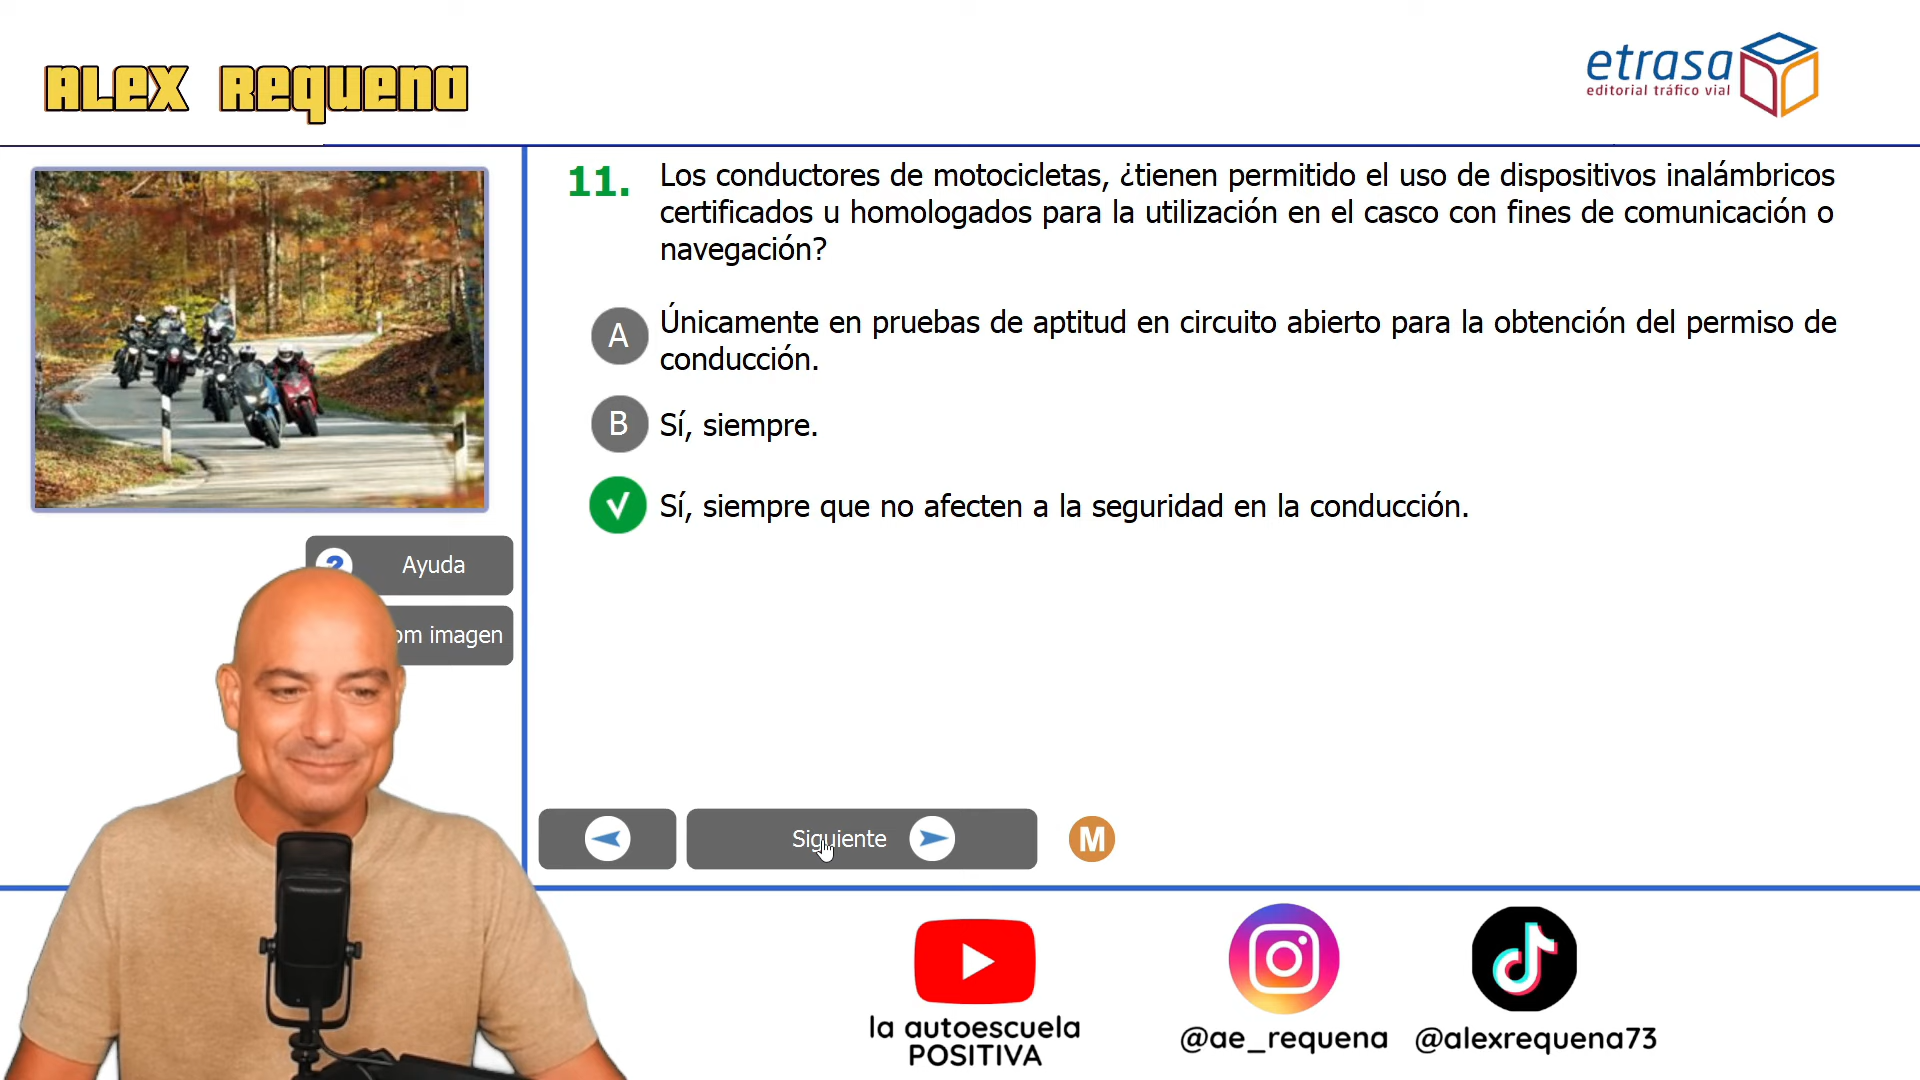 ALEX REQUENA
etrasa
editorial tráfico vial
11. Los conductores de motocicletas, ¿tienen permitido el uso de dispositivos inalámbricos
certificados u homologados para la utilización en el casco con fines de comunicación o
navegación?
A Únicamente en pruebas de aptitud en circuito abierto para la obtención del permiso de
conducción.
B Sí, siempre.
Sí, siempre que no afecten a la seguridad en la conducción.
? Ayuda
om imagen
Siguiente
M
la autoescuela
POSITIVA
@ae_requena
@alexrequena73